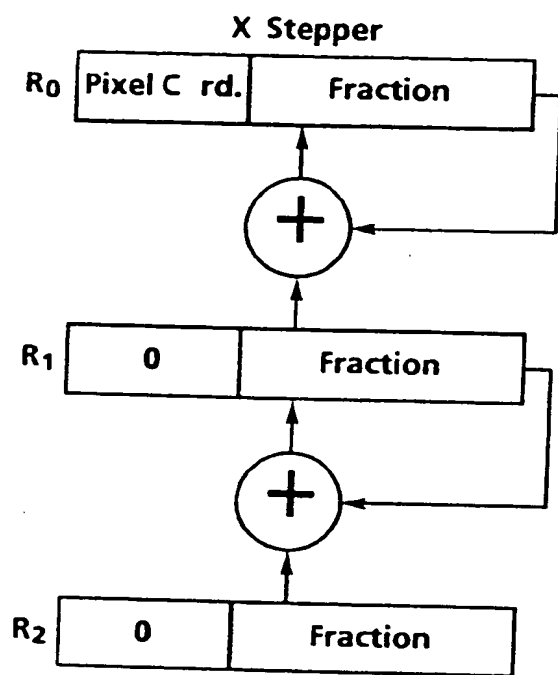 X Stepper
R0 Pixel C rd. Fraction
+
R1 0 Fraction
+
R2 0 Fraction